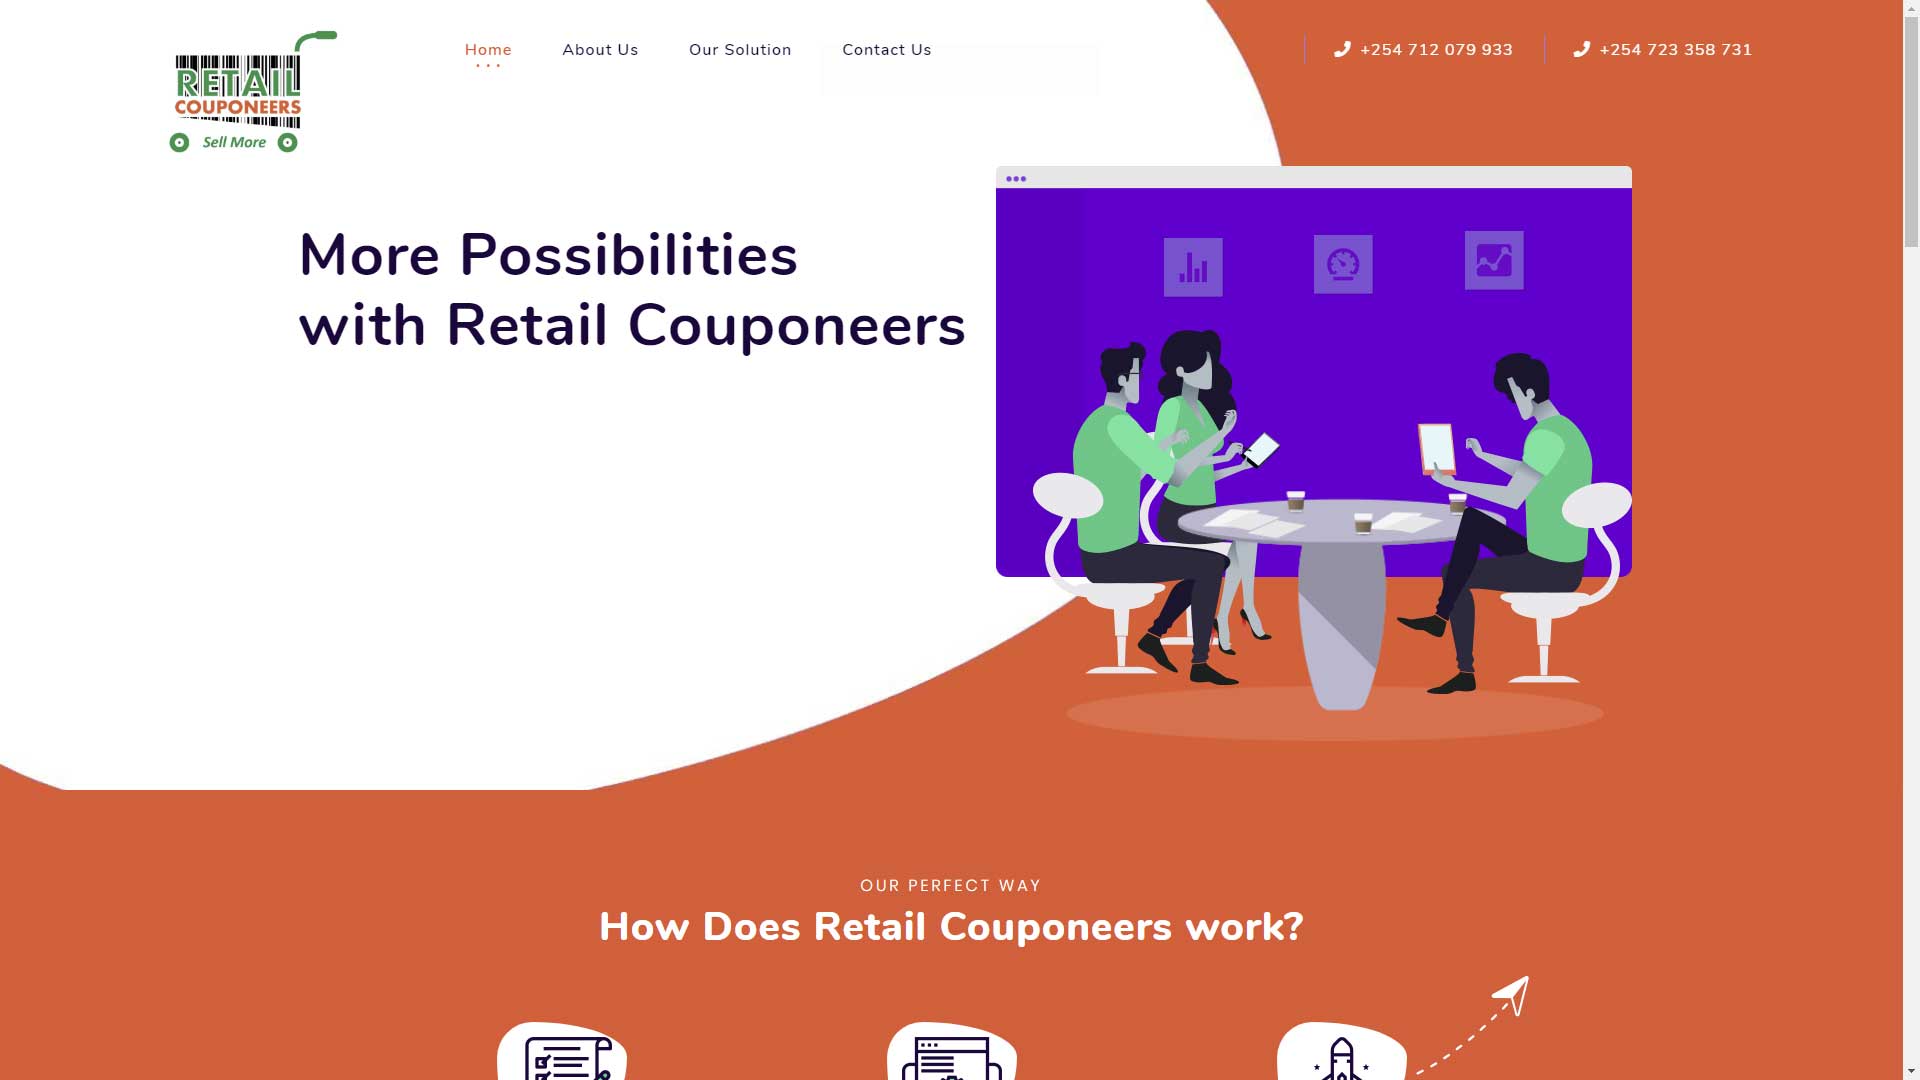 RETAIL
COUPONEERS
Sell More
Home
About Us
Our Solution
Contact Us
+254 712 079 933
+254 723 358 731
More Possibilities
with Retail Couponeers
OUR PERFECT WAY
How Does Retail Couponeers work?